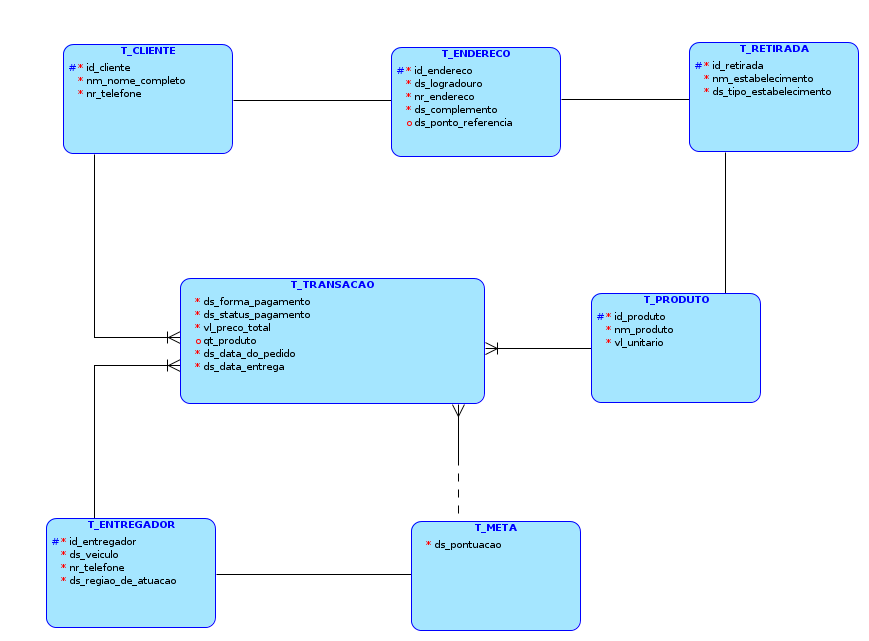 T_CLIENTE
#* id_cliente
* nm_nome_completo
* nr_telefone
T_ENDERECO
#* id_endereco
* ds_logradouro
* nr_endereco
* ds_complemento
o ds_ponto_referencia
T_RETIRADA
#* id_retirada
* nm_estabelecimento
* ds_tipo_estabelecimento
T_TRANSACAO
* ds_forma_pagamento
* ds_status_pagamento
* vl_preco_total
o qt_produto
* ds_data_do_pedido
* ds_data_entrega
T_PRODUTO
#* id_produto
* nm_produto
* vl_unitario
T_ENTREGADOR
#* id_entregador
* ds_veiculo
* nr_telefone
* ds_regiao_de_atuacao
T_META
* ds_pontuacao